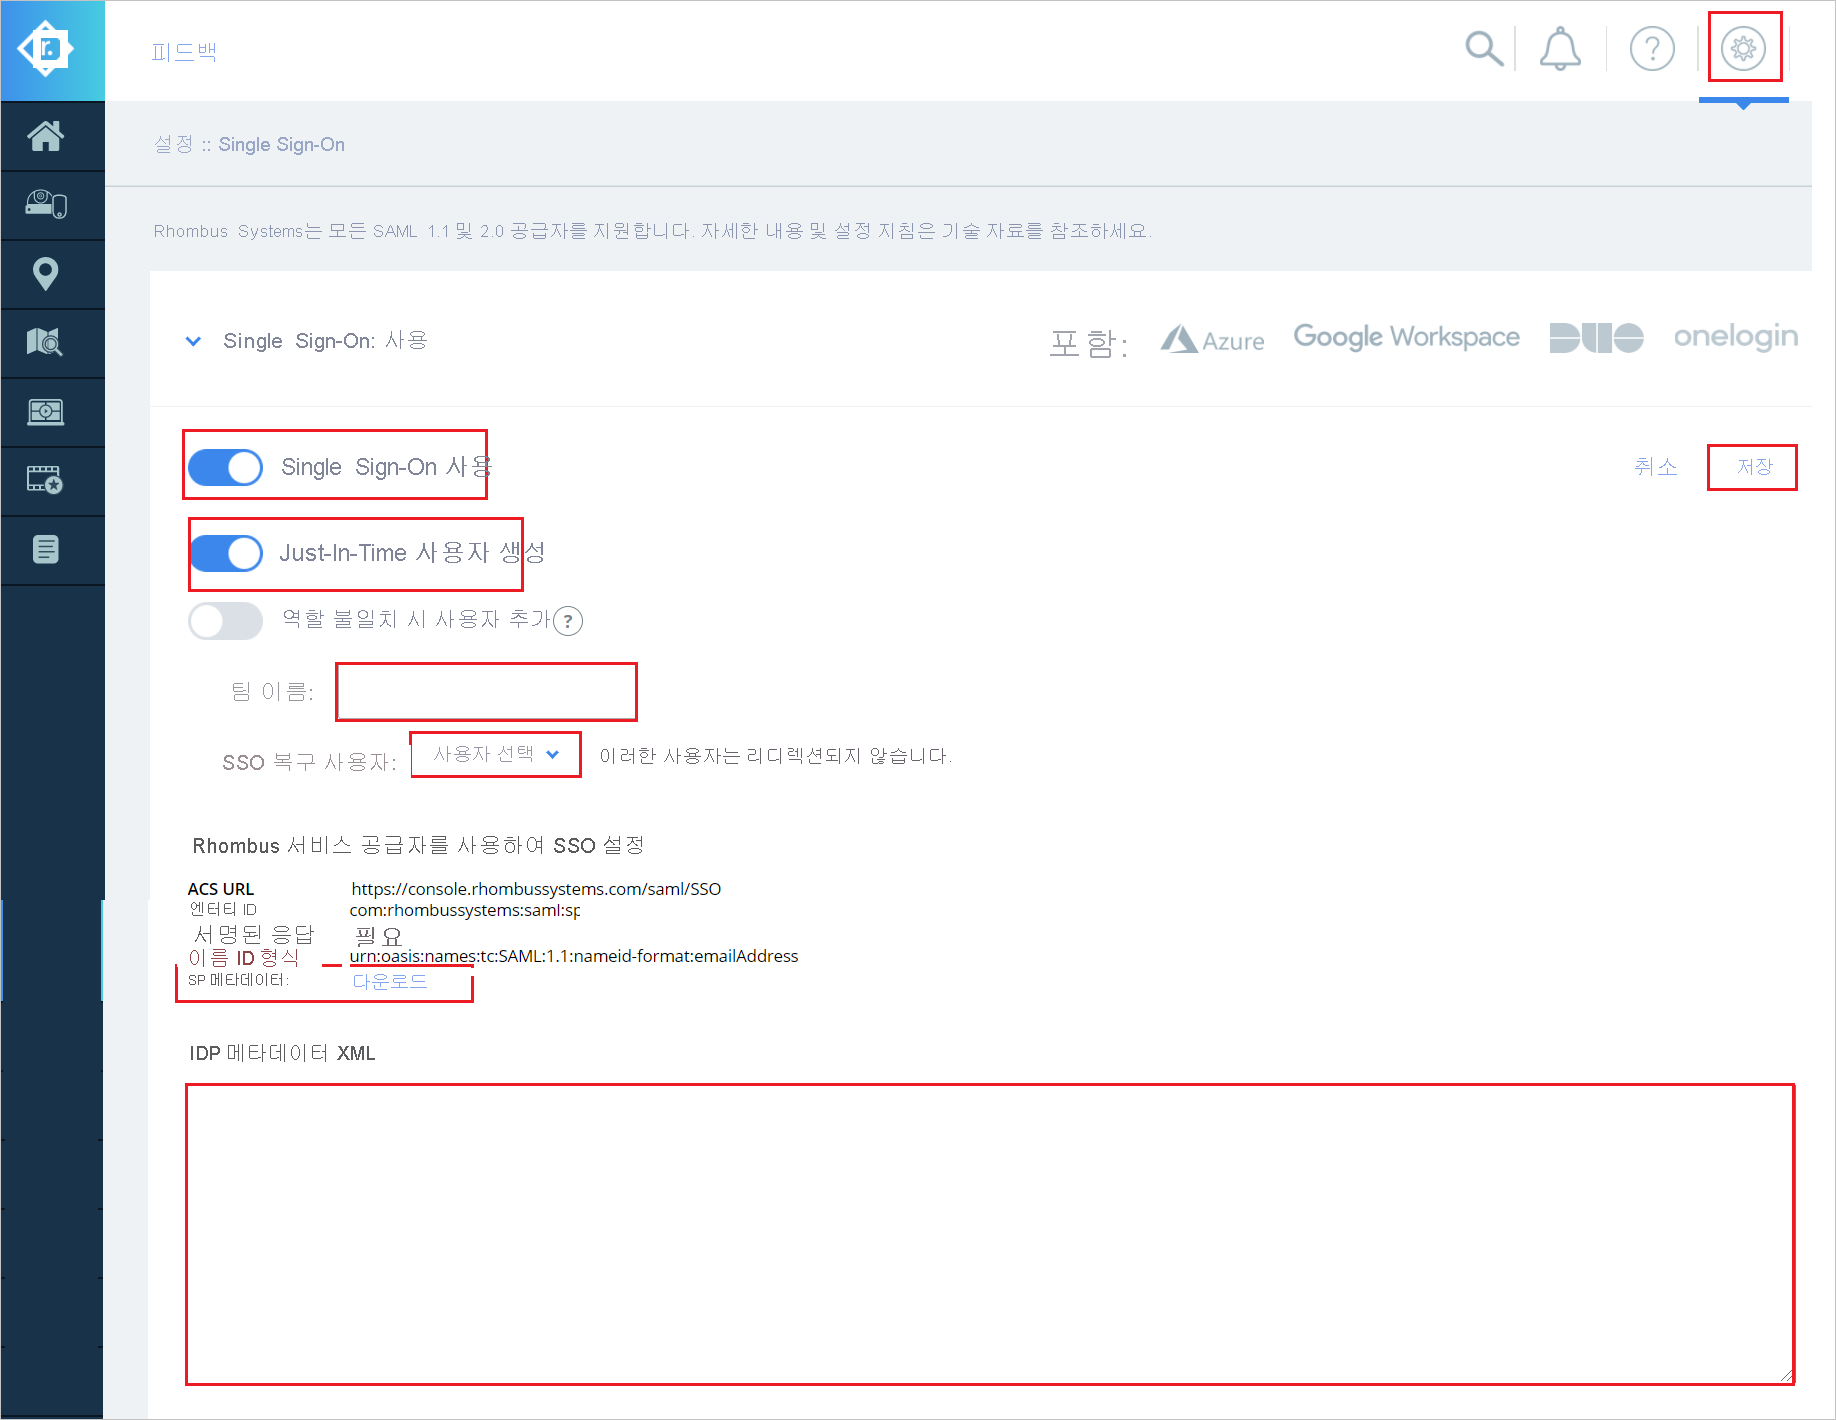 r.
피드백
?
설정 :: Single Sign-On
Rhombus Systems는 모든 SAML 1.1 및 2.0 공급자를 지원합니다. 자세한 내용 및 설정 지침은 기술 자료를 참조하세요.
Single Sign-On: 사용
포함: Azure Google Workspace DUO onelogin
Single Sign-On 사용
취소 저장
Just-In-Time 사용자 생성
역할 불일치 시 사용자 추가 ?
팀 이름:
SSO 복구 사용자: 사용자 선택 이러한 사용자는 리디렉션되지 않습니다.
Rhombus 서비스 공급자를 사용하여 SSO 설정
ACS URL https://console.rhombussystems.com/saml/SSO
엔터티 ID com:rhombussystems:saml:sp
서명된 응답 필요
이름 ID 형식 urn:oasis:names:tc:SAML:1.1:nameid-format:emailAddress
SP 메타데이터: 다운로드
IDP 메타데이터 XML